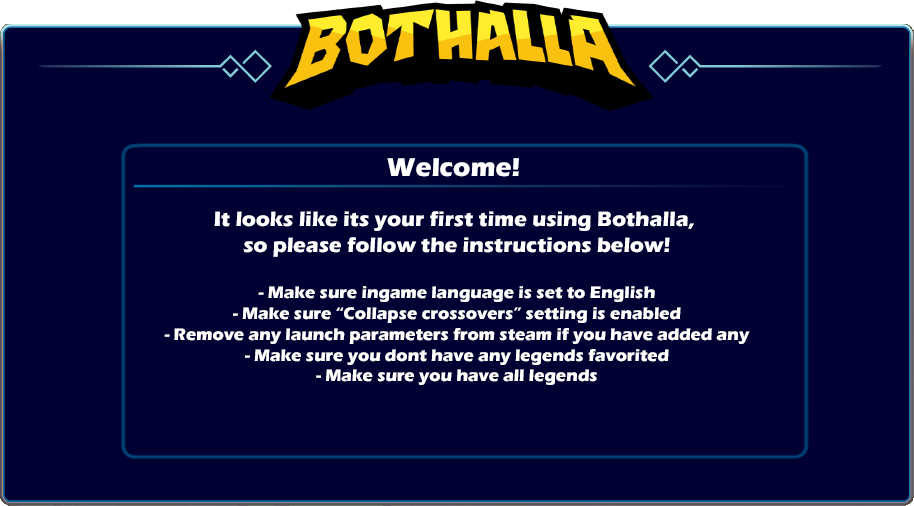 BOTHALLA
Welcome!
It looks like its your first time using Bothalla,
so please follow the instructions below!
- Make sure ingame language is set to English
- Make sure “Collapse crossovers” setting is enabled
- Remove any launch parameters from steam if you have added any
- Make sure you dont have any legends favorited
- Make sure you have all legends